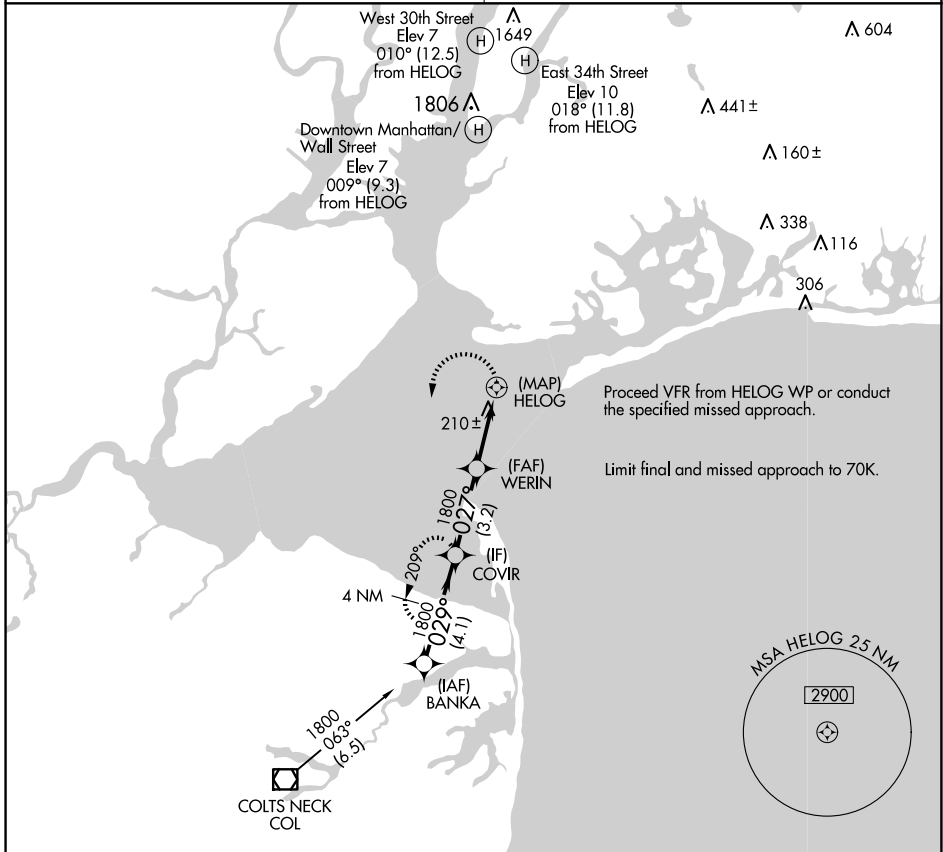 West 30th Street
Elev 7
010° (12.5)
from HELOG
H
1649
604
H
East 34th Street
Elev 10
018° (11.8)
from HELOG
1806
441±
Downtown Manhattan/
Wall Street
H
Elev 7
009° (9.3)
from HELOG
160±
338
116
306
(MAP)
HELOG
Proceed VFR from HELOG WP or conduct
the specified missed approach.
210±
(FAF)
WERIN
Limit final and missed approach to 70K.
1800
027°
(3.2)
(IF)
COVIR
209°
4 NM
1800
029°
(4.1)
(IAF)
BANKA
MSA HELOG 25 NM
2900
1800
063°
(6.5)
COLTS NECK
COL